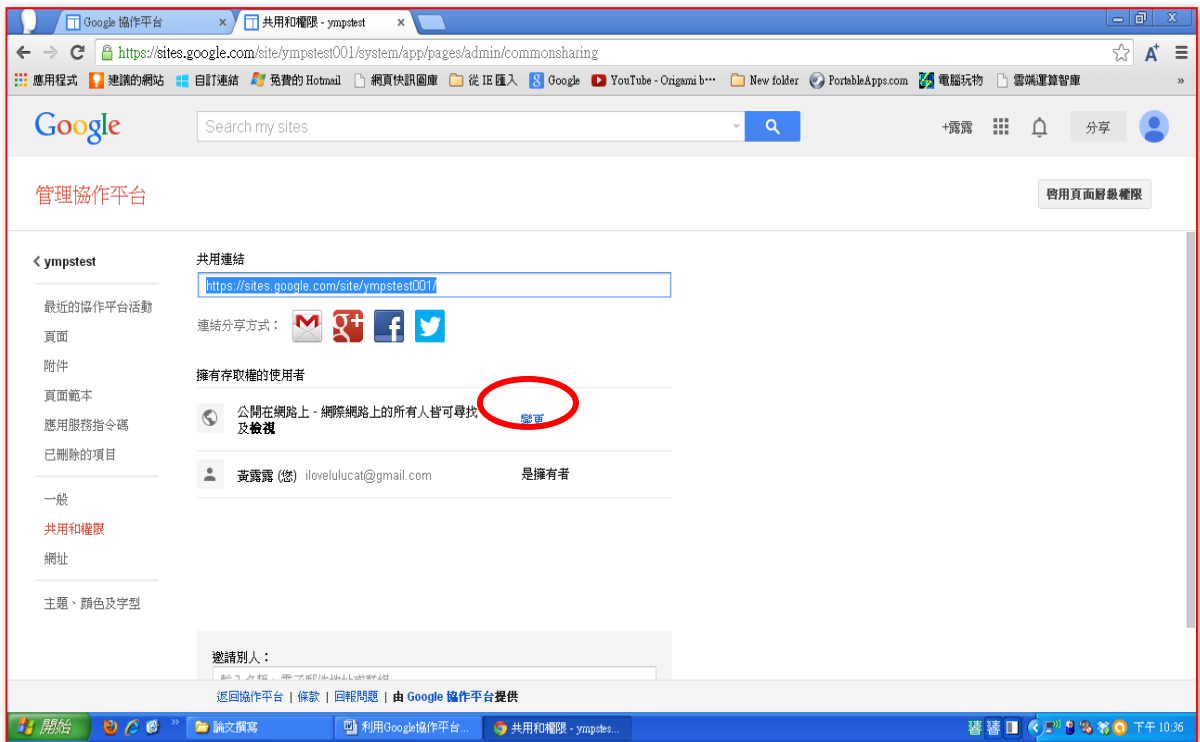 Google 協作平台
共用和權限 - ympstest
https://sites.google.com/site/ympstest001/system/app/pages/admin/commonsharing
應用程式 建議的網站 自訂連結 免費的 Hotmail 網頁快訊圖庫 從 IE 匯入 Google YouTube - Origami b··· New folder PortableApps.com 電腦玩物 雲端運算智庫 »
Google
Search my sites
+露露
分享
管理協作平台
啓用頁面層級權限
ympstest
最近的協作平台活動
頁面
附件
頁面範本
應用服務指令碼
已刪除的項目
一般
共用和權限
網址
主題、顏色及字型
共用連結
https://sites.google.com/site/ympstest001/
連結分享方式：
擁有存取權的使用者
公開在網路上 - 網際網路上的所有人皆可尋找
及檢視
變更
黃露露 (您) ilovelulucat@gmail.com 是擁有者
邀請別人：
返回協作平台 | 條款 | 回報問題 | 由 Google 協作平台提供
開始 » 論文撰寫 利用Google協作平台... 共用和權限 - ympstes... 下午 10:36